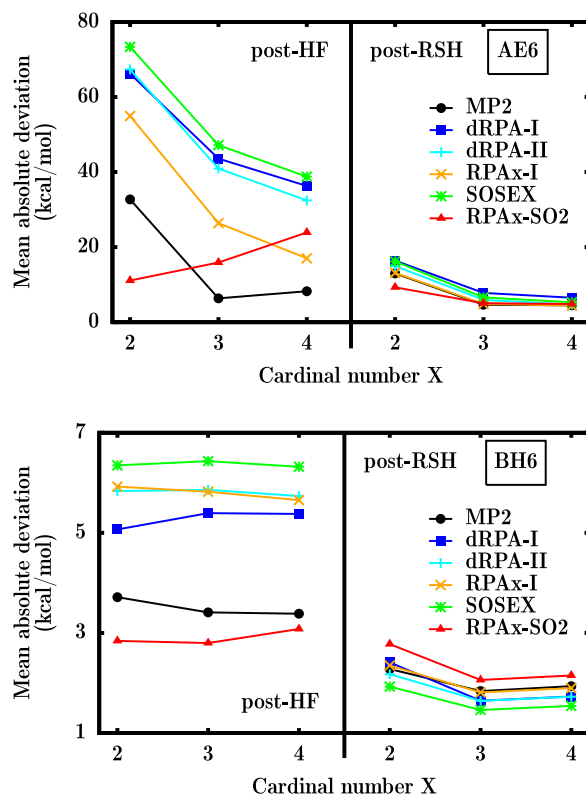 80
60
40
20
0
Mean absolute deviation
(kcal/mol)
post-HF
post-RSH
AE6
MP2
dRPA-I
dRPA-II
RPAx-I
SOSEX
RPAx-SO2
2 3 4 2 3 4
Cardinal number X
7
5
3
1
Mean absolute deviation
(kcal/mol)
post-RSH
BH6
MP2
dRPA-I
dRPA-II
RPAx-I
SOSEX
RPAx-SO2
post-HF
2 3 4 2 3 4
Cardinal number X